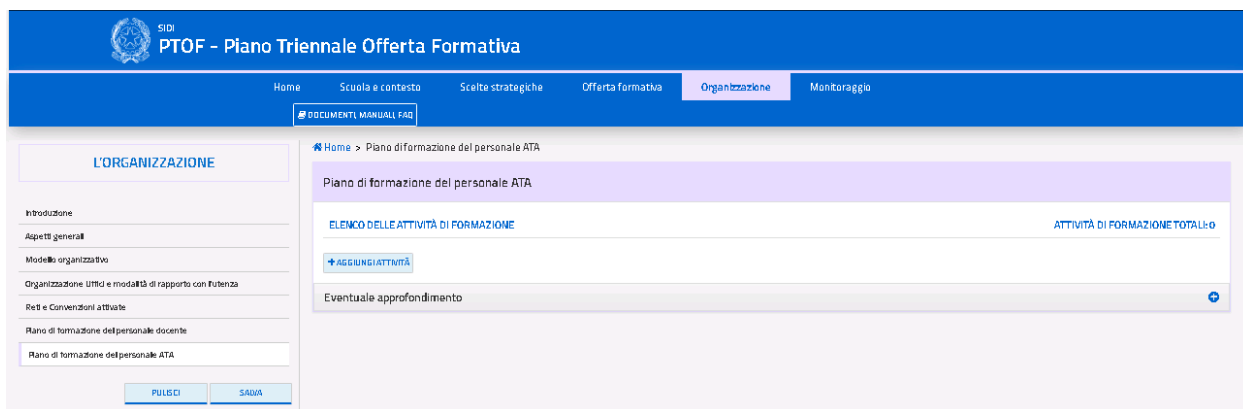 SIDI
PTOF - Piano Triennale Offerta Formativa
Home Scuola e contesto Scelte strategiche Offerta formativa Organizzazione Monitoraggio
DOCUMENTI, MANUALI, FAQ
L'ORGANIZZAZIONE
Introduzione
Aspetti generali
Modello organizzativo
Organizzazione Uffici e modalità di rapporto con l'utenza
Reti e Convenzioni attivate
Piano di formazione del personale docente
Piano di formazione del personale ATA
PULISCI SALVA
Home > Piano di formazione del personale ATA
Piano di formazione del personale ATA
ELENCO DELLE ATTIVITÀ DI FORMAZIONE ATTIVITÀ DI FORMAZIONE TOTALI: 0
+ AGGIUNGI ATTIVITÀ
Eventuale approfondimento